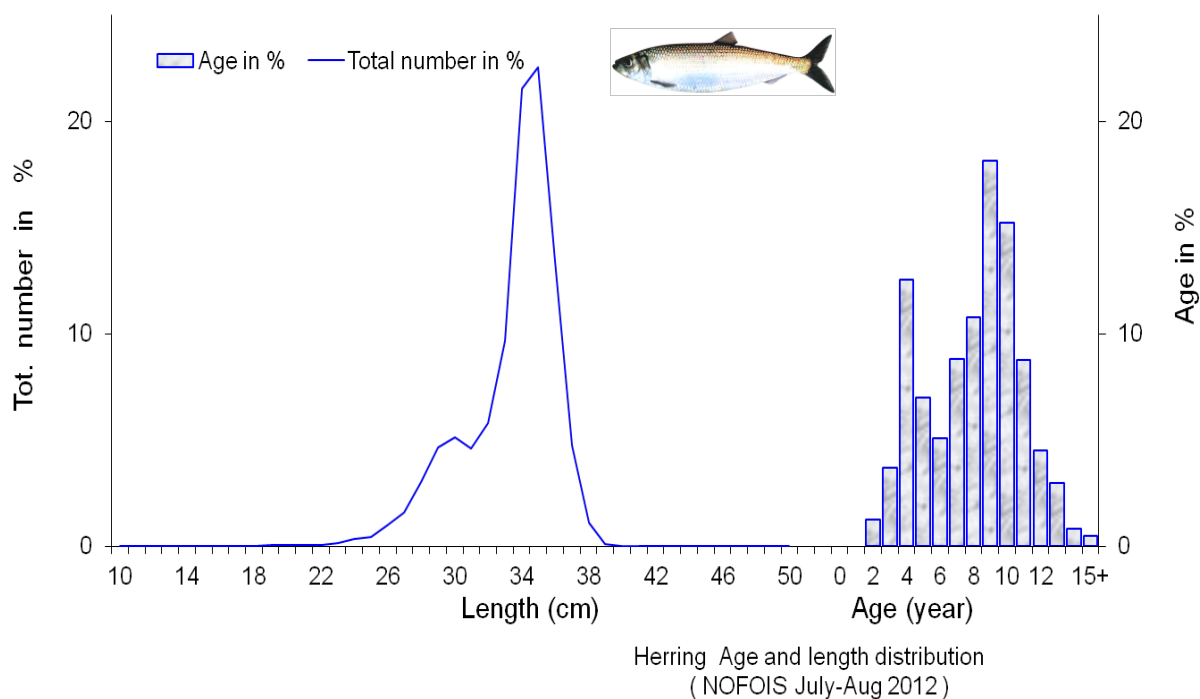 Age in %
Total number in %
Tot. number in %
20
10
0
10 14 18 22 30 34 38 42 46 50
Length (cm)
0 2 4 6 8 10 12 15+
Age (year)
20
10
0
Age in %
Herring Age and length distribution
( NOFOIS July-Aug 2012 )